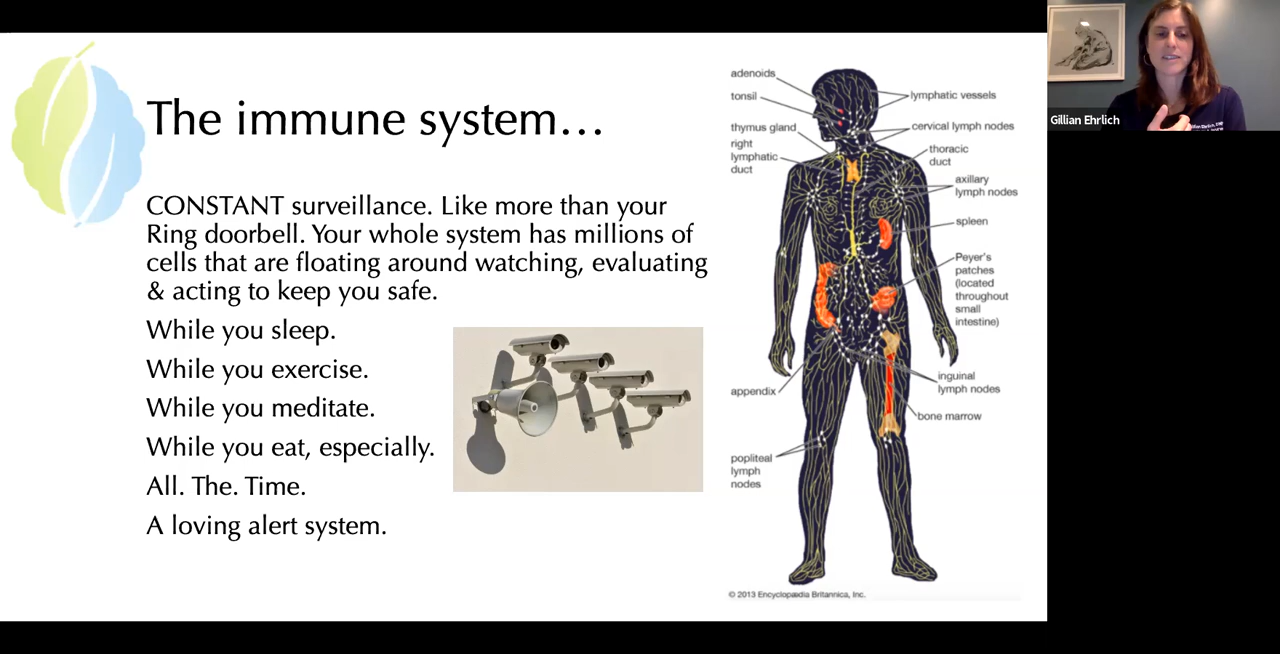 The immune system...
CONSTANT surveillance. Like more than your
Ring doorbell. Your whole system has millions of
cells that are floating around watching, evaluating
& acting to keep you safe.
While you sleep.
While you exercise.
While you meditate.
While you eat, especially.
All. The. Time.
A loving alert system.
adenoids
tonsil
thymus gland
right
lymphatic
duct
appendix
popliteal
lymph
nodes
lymphatic vessels
cervical lymph nodes
thoracic
duct
axillary
lymph nodes
spleen
Peyer's
patches
(located
throughout
small
intestine)
inguinal
lymph nodes
bone marrow
© 2013 Encyclopædia Britannica, Inc.
Gillian Ehrlich